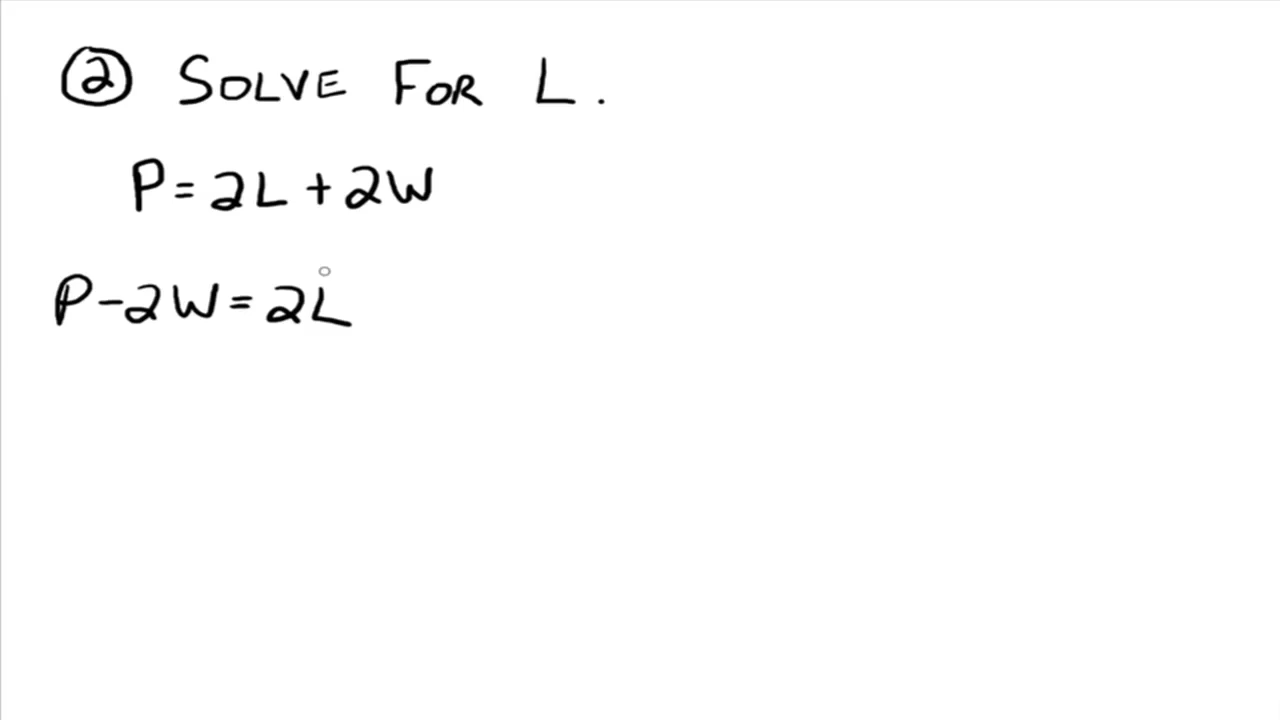 ② SOLVE FOR L.
P=2L+2W
P-2W=2L